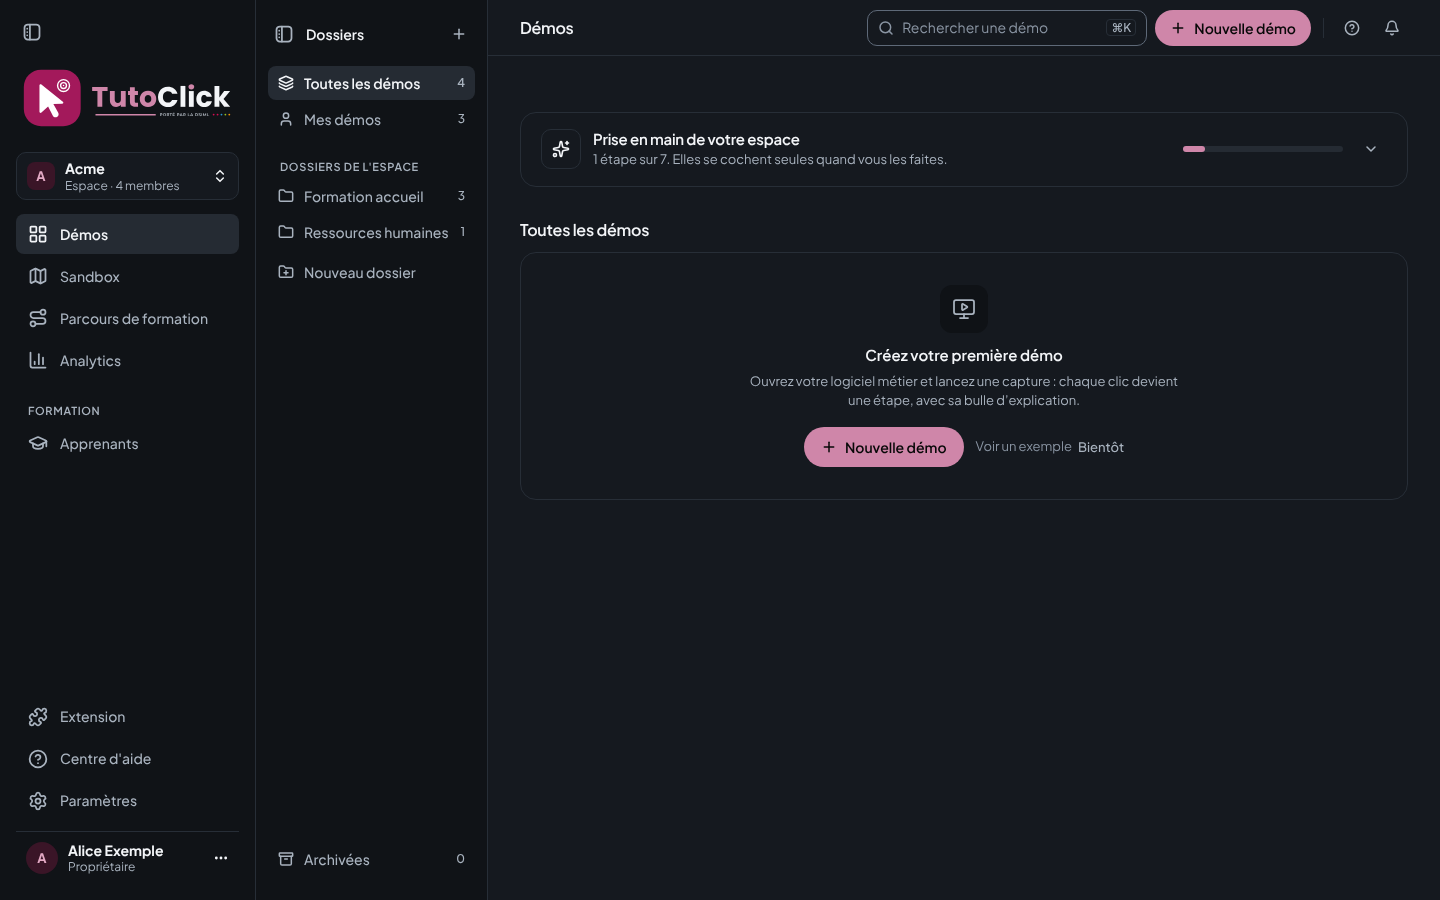 TutoClick
PORTÉ PAR LA DSIML
A
Acme
Espace · 4 membres
Démos
Sandbox
Parcours de formation
Analytics
FORMATION
Apprenants
Extension
Centre d'aide
Paramètres
A
Alice Exemple
Propriétaire
Dossiers
Toutes les démos 4
Mes démos 3
DOSSIERS DE L'ESPACE
Formation accueil 3
Ressources humaines 1
Nouveau dossier
Archivées 0
Démos
Rechercher une démo ⌘K
Nouvelle démo
Prise en main de votre espace
1 étape sur 7. Elles se cochent seules quand vous les faites.
Toutes les démos
Créez votre première démo
Ouvrez votre logiciel métier et lancez une capture : chaque clic devient
une étape, avec sa bulle d'explication.
Nouvelle démo
Voir un exemple Bientôt